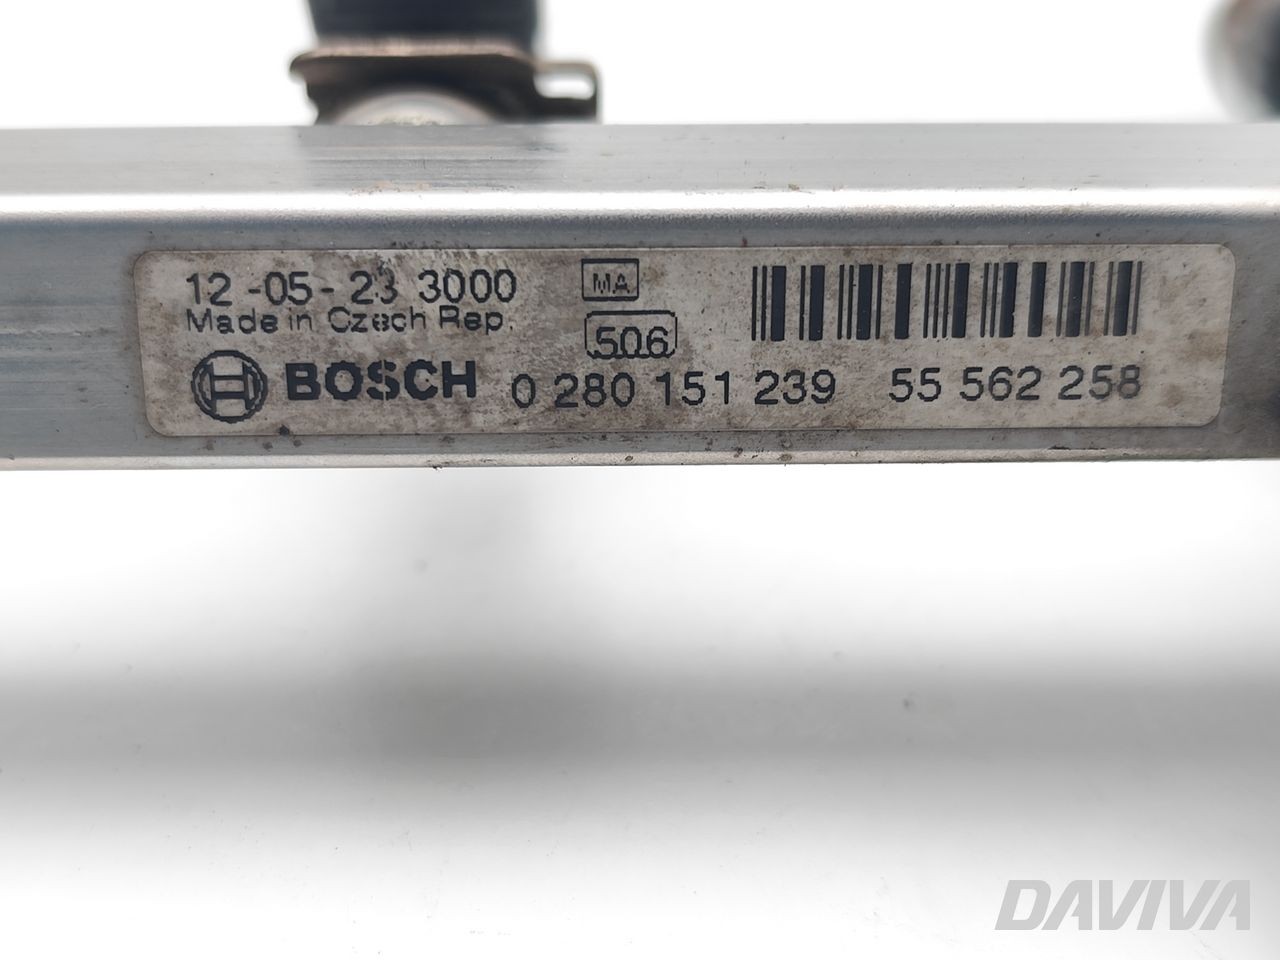 12-05-23 3000
Made in Czech Rep.
MA
506
BOSCH 0 280 151 239 55 562 258
DAVIVA